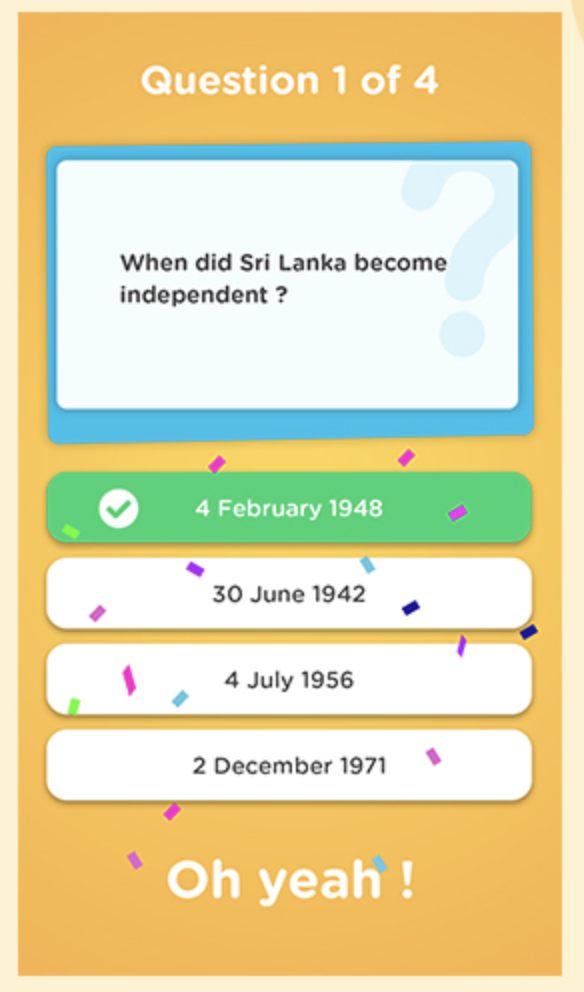 Question 1 of 4
When did Sri Lanka become
independent ?
4 February 1948
30 June 1942
4 July 1956
2 December 1971
Oh yeah !